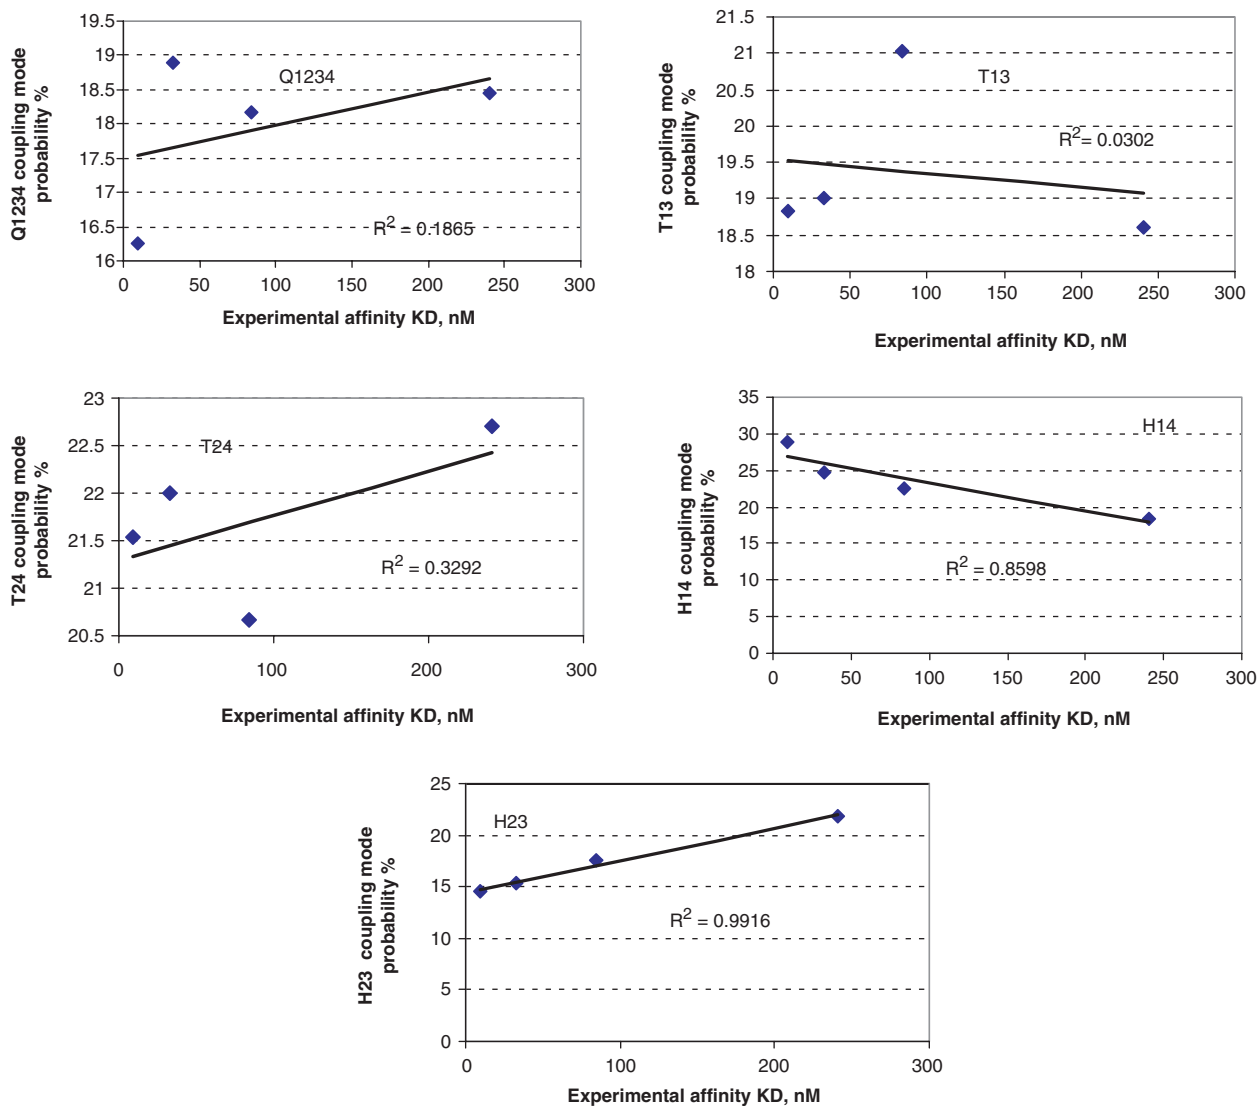 19.5
19
18.5
18
17.5
17
16.5
16
Q1234 coupling mode
probability %
Q1234
R2 = 0.1865
0 50 100 150 200 250 300
Experimental affinity KD, nM
21.5
21
20.5
20
19.5
19
18.5
18
T13 coupling mode
probability %
T13
R2= 0.0302
0 50 100 150 200 250 300
Experimental affinity KD, nM
23
22.5
22
21.5
21
20.5
T24 coupling mode
probability %
T24
R2 = 0.3292
0 100 200 300
Experimental affinity KD, nM
35
30
25
20
15
10
5
0
H14 coupling mode
probability %
H14
R2 = 0.8598
0 50 100 150 200 250 300
Experimental affinity KD, nM
25
20
15
10
5
0
H23 coupling mode
probability %
H23
R2 = 0.9916
0 100 200 300
Experimental affinity KD, nM